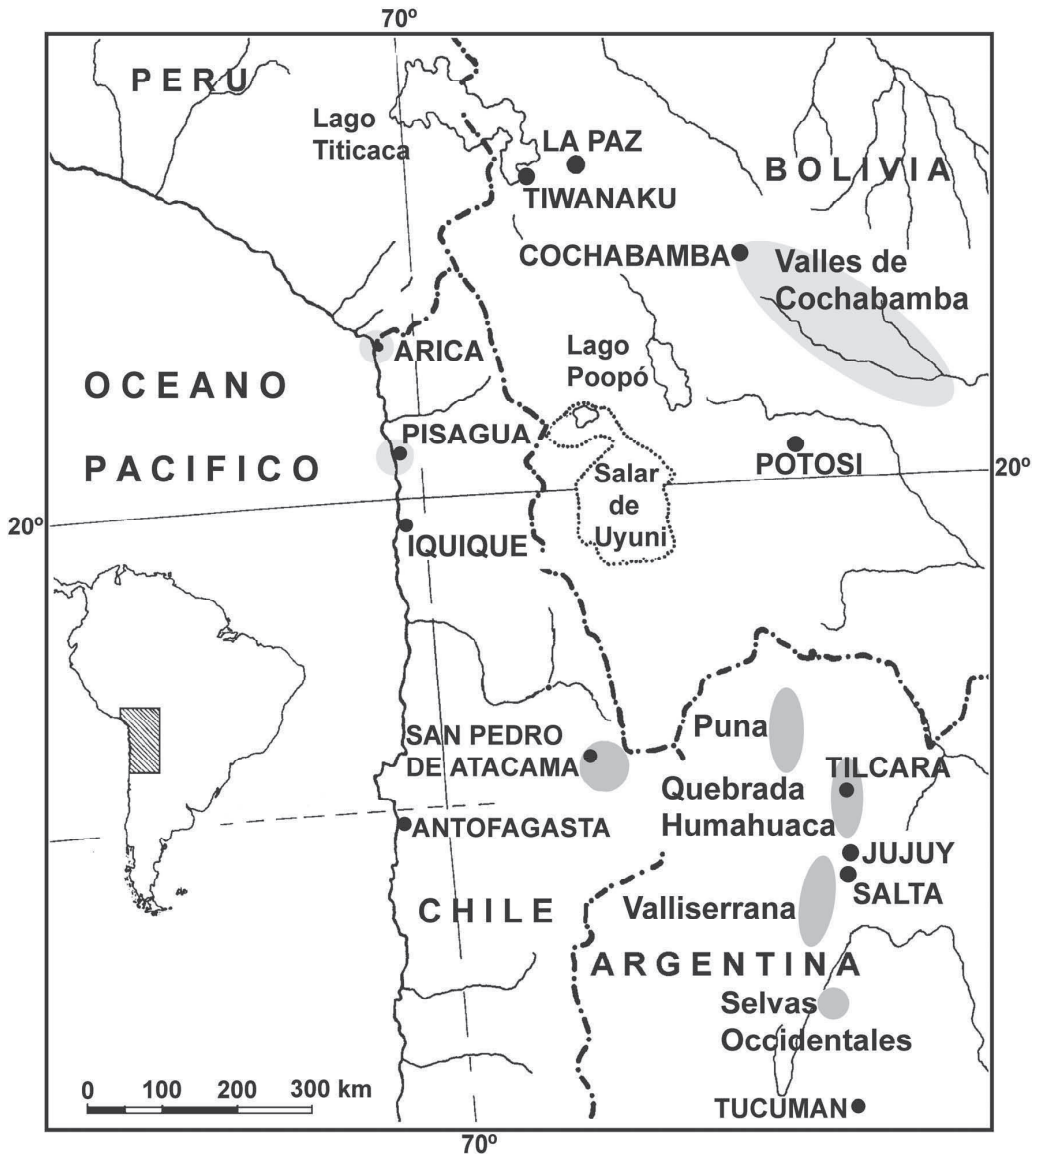 70º
PERU
Lago
Titicaca
LA PAZ
BOLIVIA
TIWANAKU
COCHABAMBA
Valles de
Cochabamba
ARICA
Lago
Poopó
OCEANO
PACIFICO
PISAGUA
POTOSI
20º
Salar
de
Uyuni
20º
IQUIQUE
SAN PEDRO
DE ATACAMA
Puna
TILCARA
Quebrada
Humahuaca
ANTOFAGASTA
JUJUY
SALTA
CHILE
Valliserrana
ARGENTINA
Selvas
Occidentales
0 100 200 300 km
TUCUMAN
70º